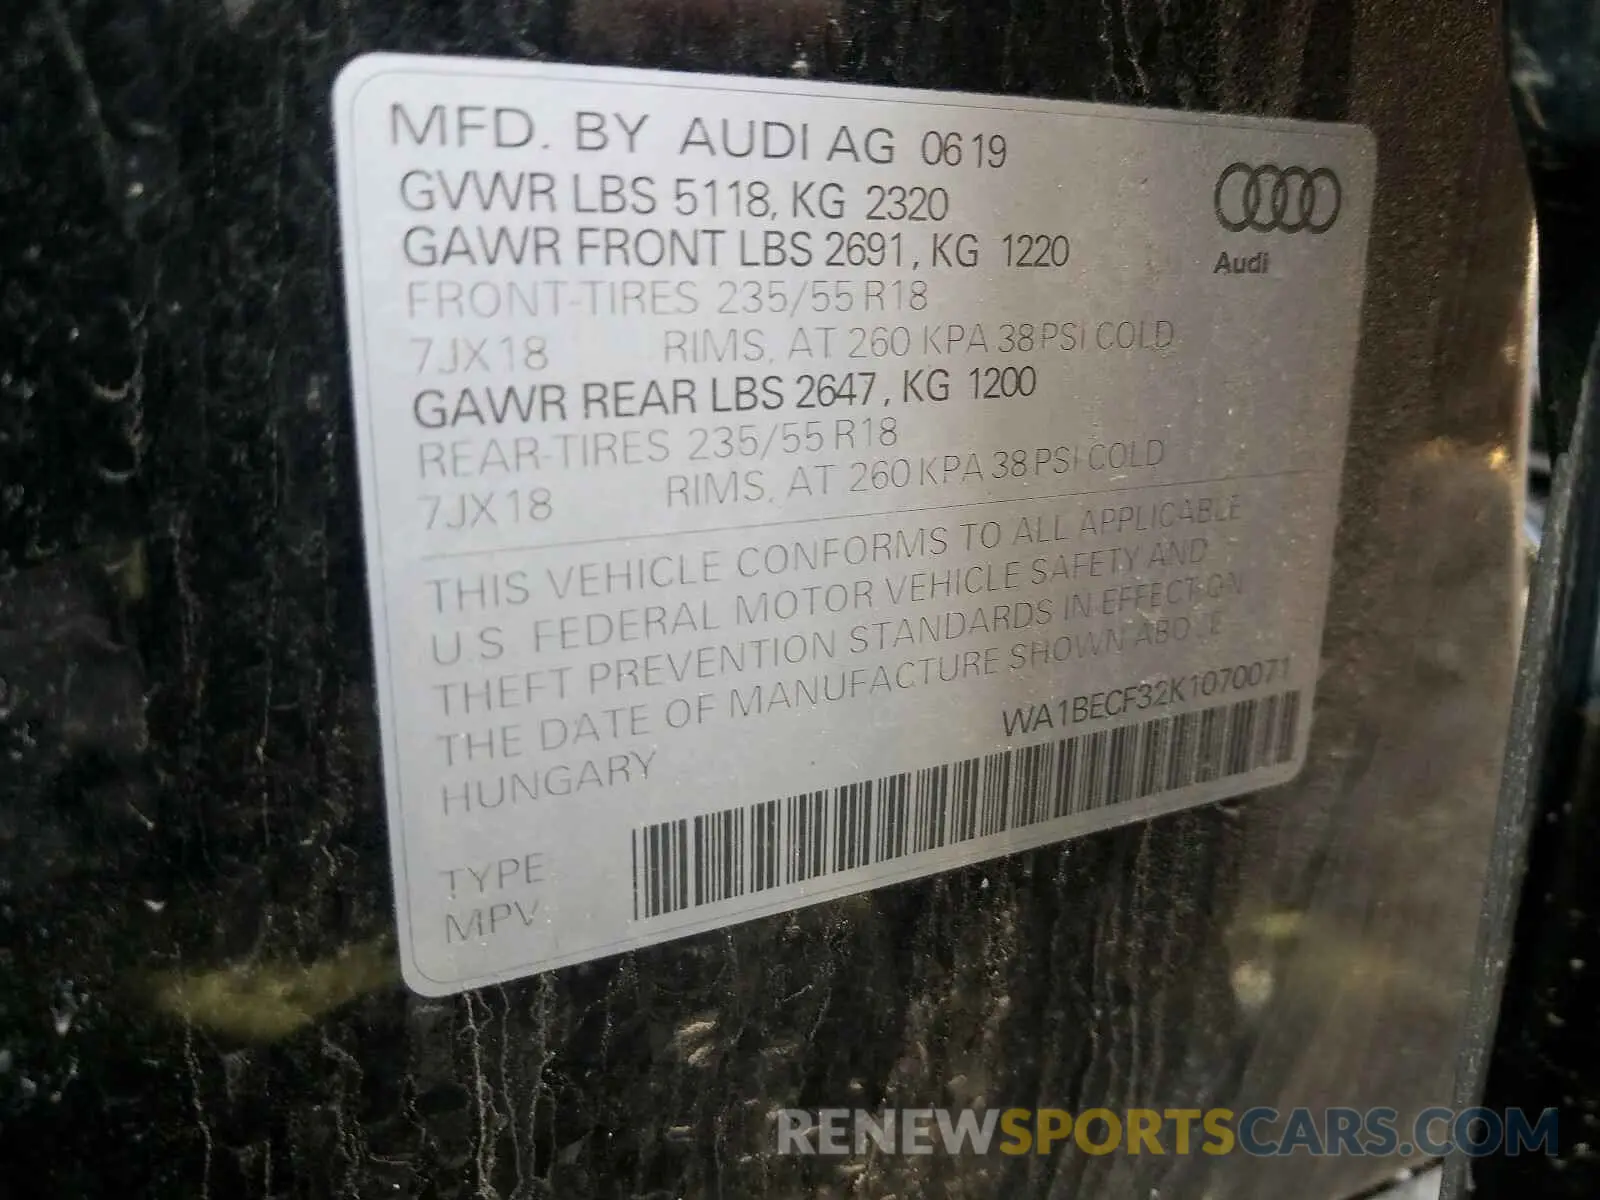 MFD. BY AUDI AG 0619
GVWR LBS 5118, KG 2320
GAWR FRONT LBS 2691, KG 1220
FRONT-TIRES 235/55 R18
7JX18 RIMS, AT 260 KPA 38 PSI COLD
GAWR REAR LBS 2647, KG 1200
REAR-TIRES 235/55 R18
7JX18 RIMS, AT 260 KPA 38 PSI COLD
Audi
THIS VEHICLE CONFORMS TO ALL APPLICABLE
U.S. FEDERAL MOTOR VEHICLE SAFETY AND
THEFT PREVENTION STANDARDS IN EFFECT ON
THE DATE OF MANUFACTURE SHOWN ABOVE
HUNGARY
WA1BECF32K1070071
TYPE
MPV
RENEWSPORTSCARS.COM